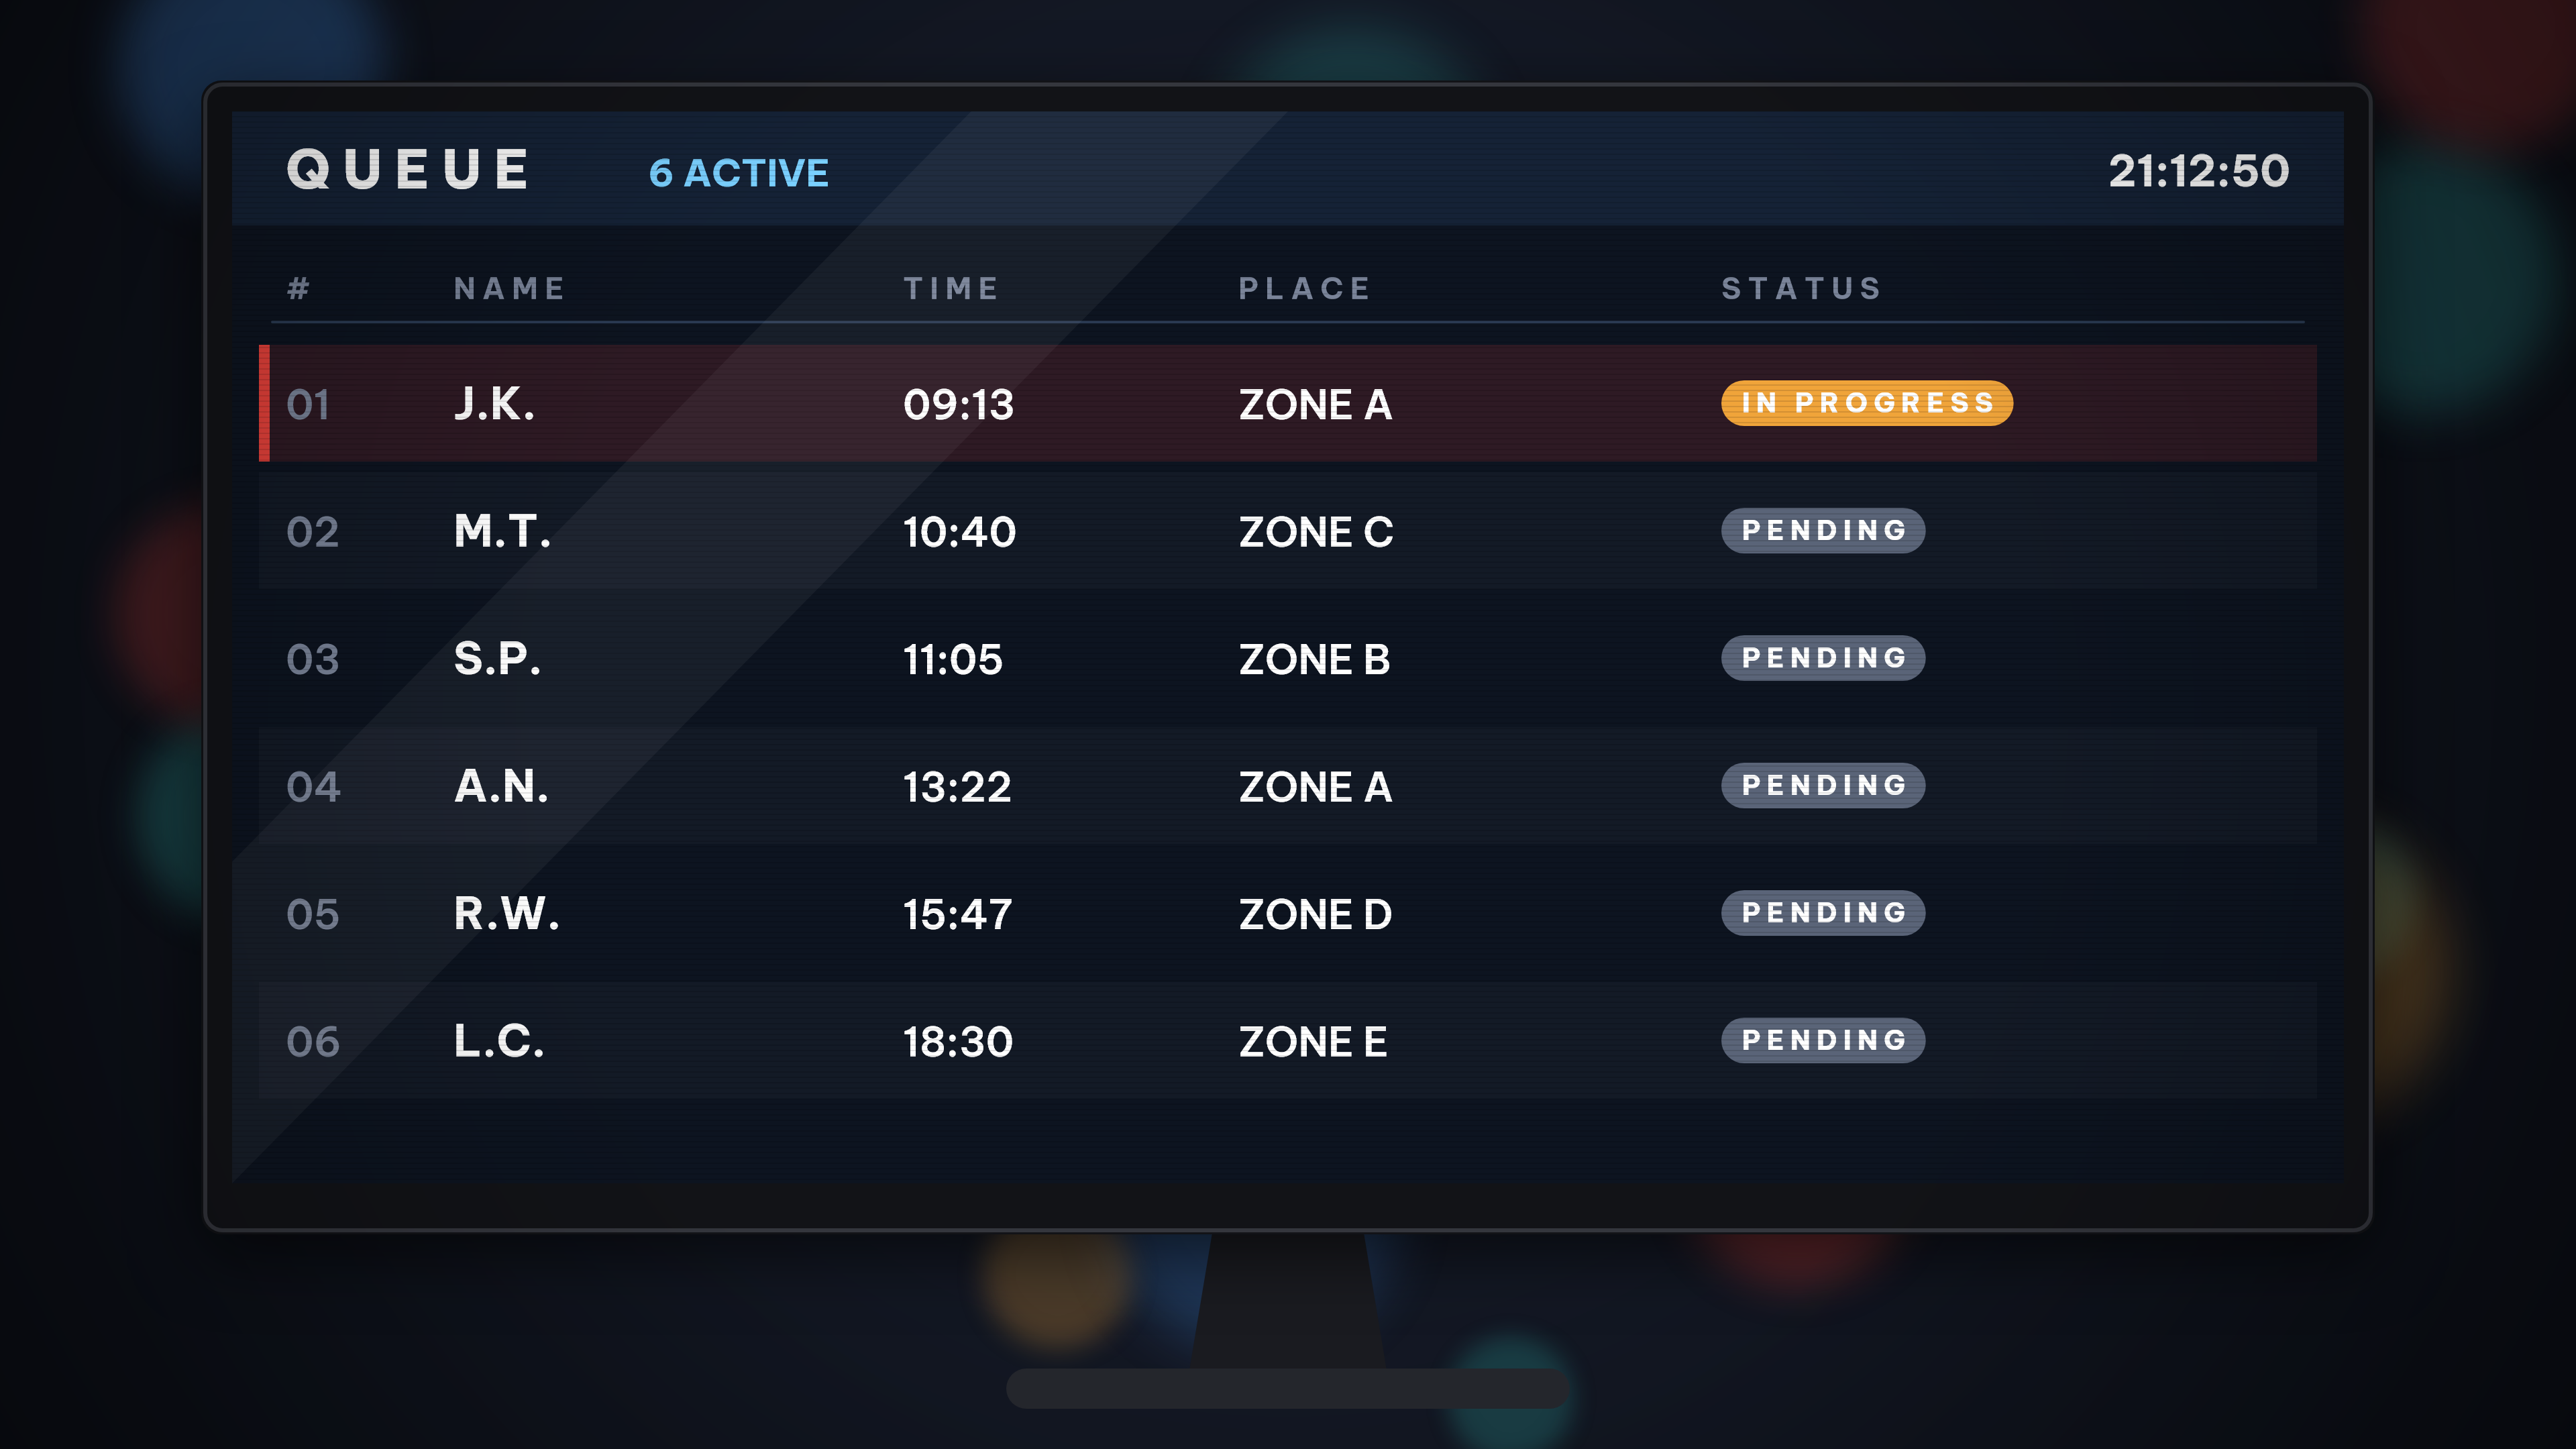 QUEUE 6 ACTIVE 21:12:50
# NAME TIME PLACE STATUS
01 J.K. 09:13 ZONE A IN PROGRESS
02 M.T. 10:40 ZONE C PENDING
03 S.P. 11:05 ZONE B PENDING
04 A.N. 13:22 ZONE A PENDING
05 R.W. 15:47 ZONE D PENDING
06 L.C. 18:30 ZONE E PENDING